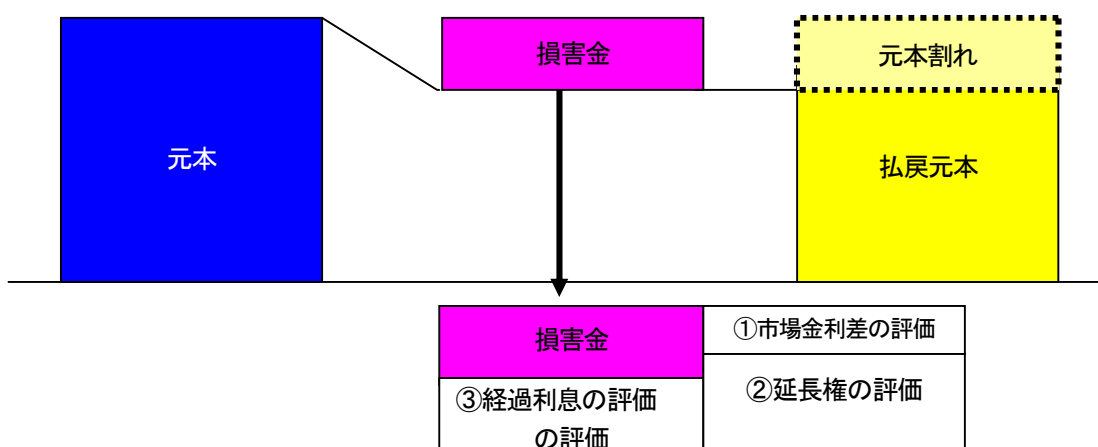 元本
損害金
元本割れ
払戻元本
損害金
①市場金利差の評価
②延長権の評価
③経過利息の評価
の評価